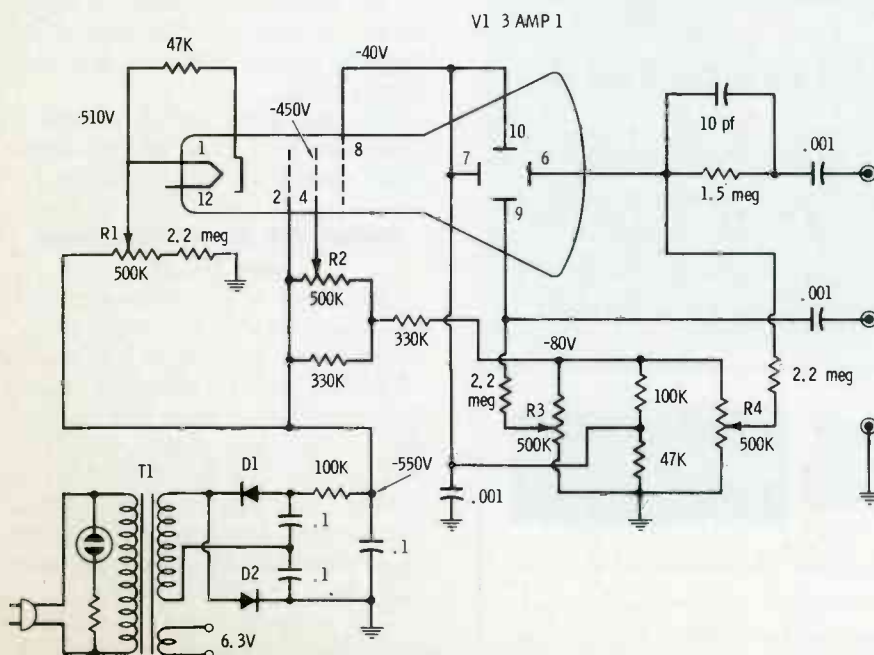 V1 3 AMP 1
47K
-40V
-510V
-450V
1
8
10
10 pf
7
6
.001
12
2
4
9
1.5 meg
R1
2.2 meg
R2
500K
500K
.001
330K
-80V
330K
2.2
meg
2.2 meg
R3
100K
R4
500K
500K
47K
T1
D1
100K
-550V
.001
.1
.1
D2
.1
6.3V